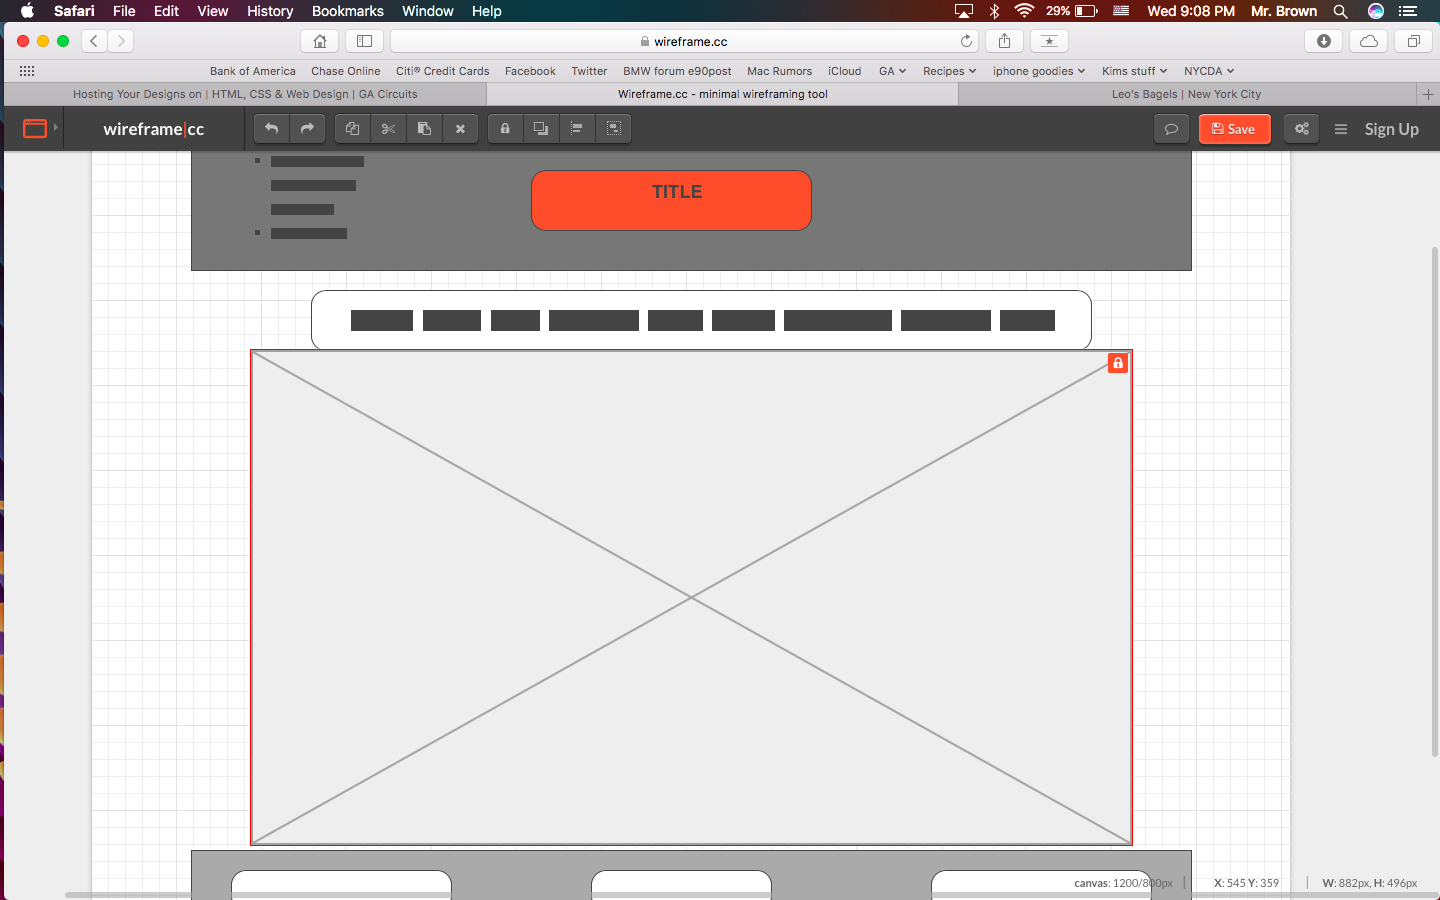 Safari File Edit View History Bookmarks Window Help 29% Wed 9:08 PM Mr. Brown
wireframe.cc
Bank of America Chase Online Citi® Credit Cards Facebook Twitter BMW forum e90post Mac Rumors iCloud GA Recipes iphone goodies Kims stuff NYCDA
Hosting Your Designs on | HTML, CSS & Web Design | GA Circuits Wireframe.cc - minimal wireframing tool Leo's Bagels | New York City
wireframe|cc Save Sign Up
TITLE
canvas: 1200/800px X: 545 Y: 359 W: 882px, H: 496px